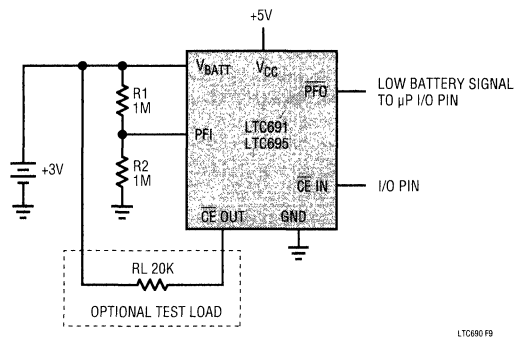 +5V
V_BATT
V_CC
R1
1M
PFO
LOW BATTERY SIGNAL
TO µP I/O PIN
PFI
LTC691
LTC695
+3V
R2
1M
CE IN
I/O PIN
CE OUT
GND
RL 20K
OPTIONAL TEST LOAD
LTC690 F9